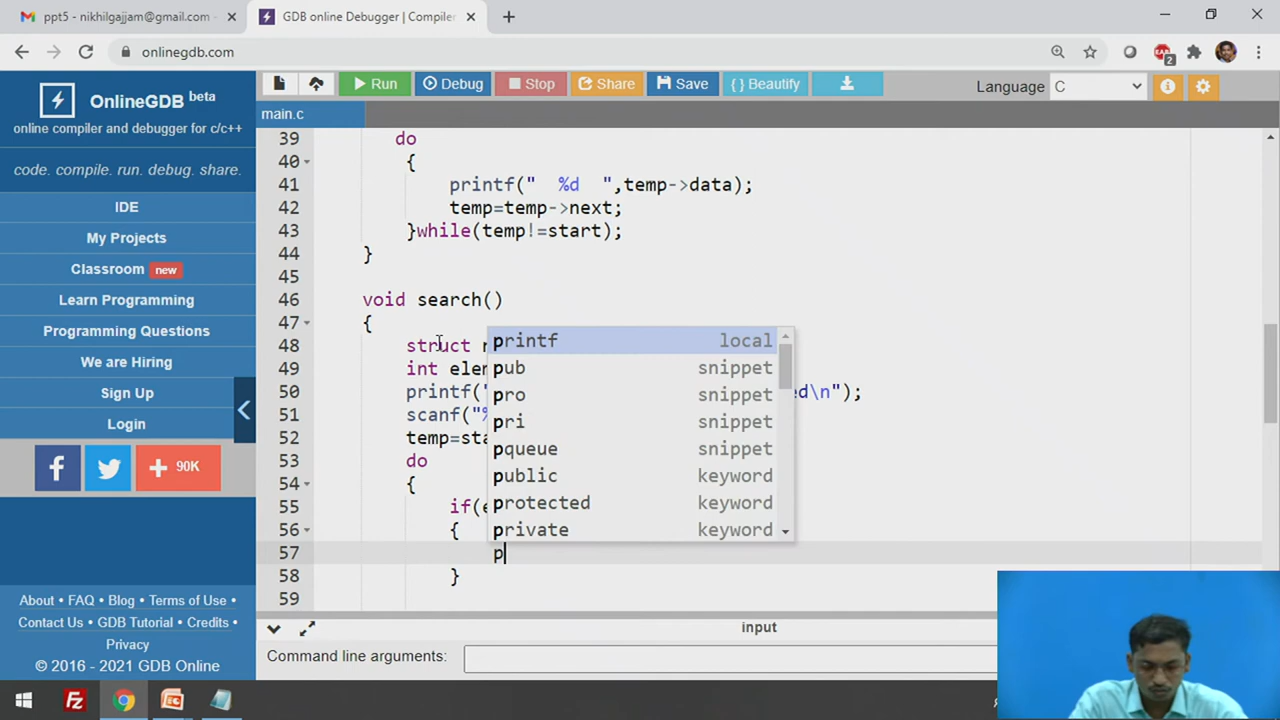 ppt5 - nikhilgajjam@gmail.com
GDB online Debugger | Compiler
onlinegdb.com
2
OnlineGDB beta
online compiler and debugger for c/c++
code. compile. run. debug. share.
IDE
My Projects
Classroom new
Learn Programming
Programming Questions
We are Hiring
Sign Up
Login
f
+ 90K
About • FAQ • Blog • Terms of Use •
Contact Us • GDB Tutorial • Credits •
Privacy
© 2016 - 2021 GDB Online
Run Debug Stop Share Save { } Beautify
Language C
main.c
39 do
40 {
41 printf("  %d  ",temp->data);
42 temp=temp->next;
43 }while(temp!=start);
44 }
45
46 void search()
47 {
48 struct
49 int
50 printf(" \n");
51 scanf("%
52
53 do
54 {
55 if(
56 {
57 p
58 }
59
printf local
pub snippet
pro snippet
pri snippet
pqueue snippet
public keyword
protected keyword
private keyword
input
Command line arguments: